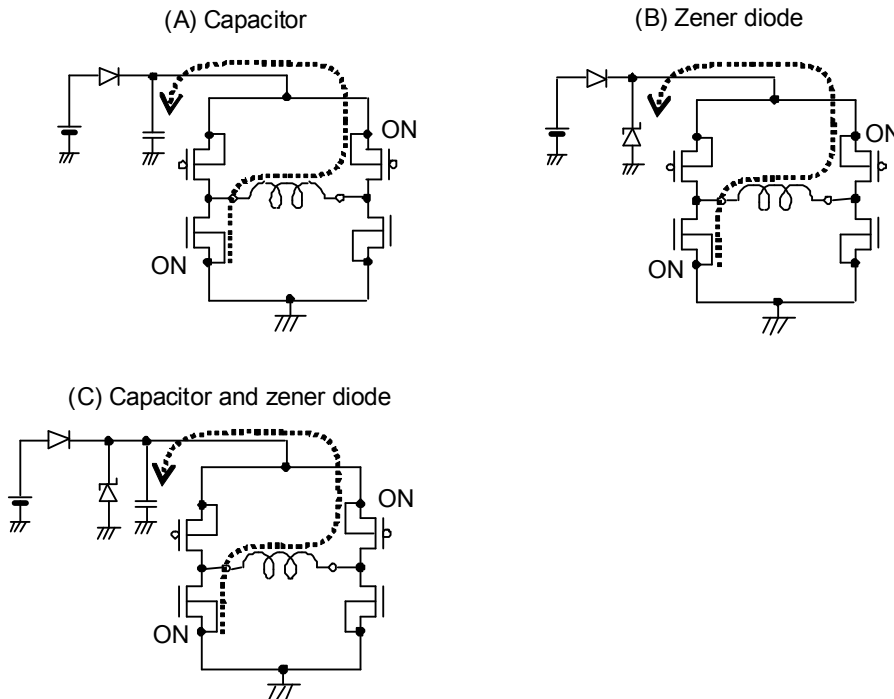 (A) Capacitor
(B) Zener diode
ON
ON
ON
ON
(C) Capacitor and zener diode
ON
ON